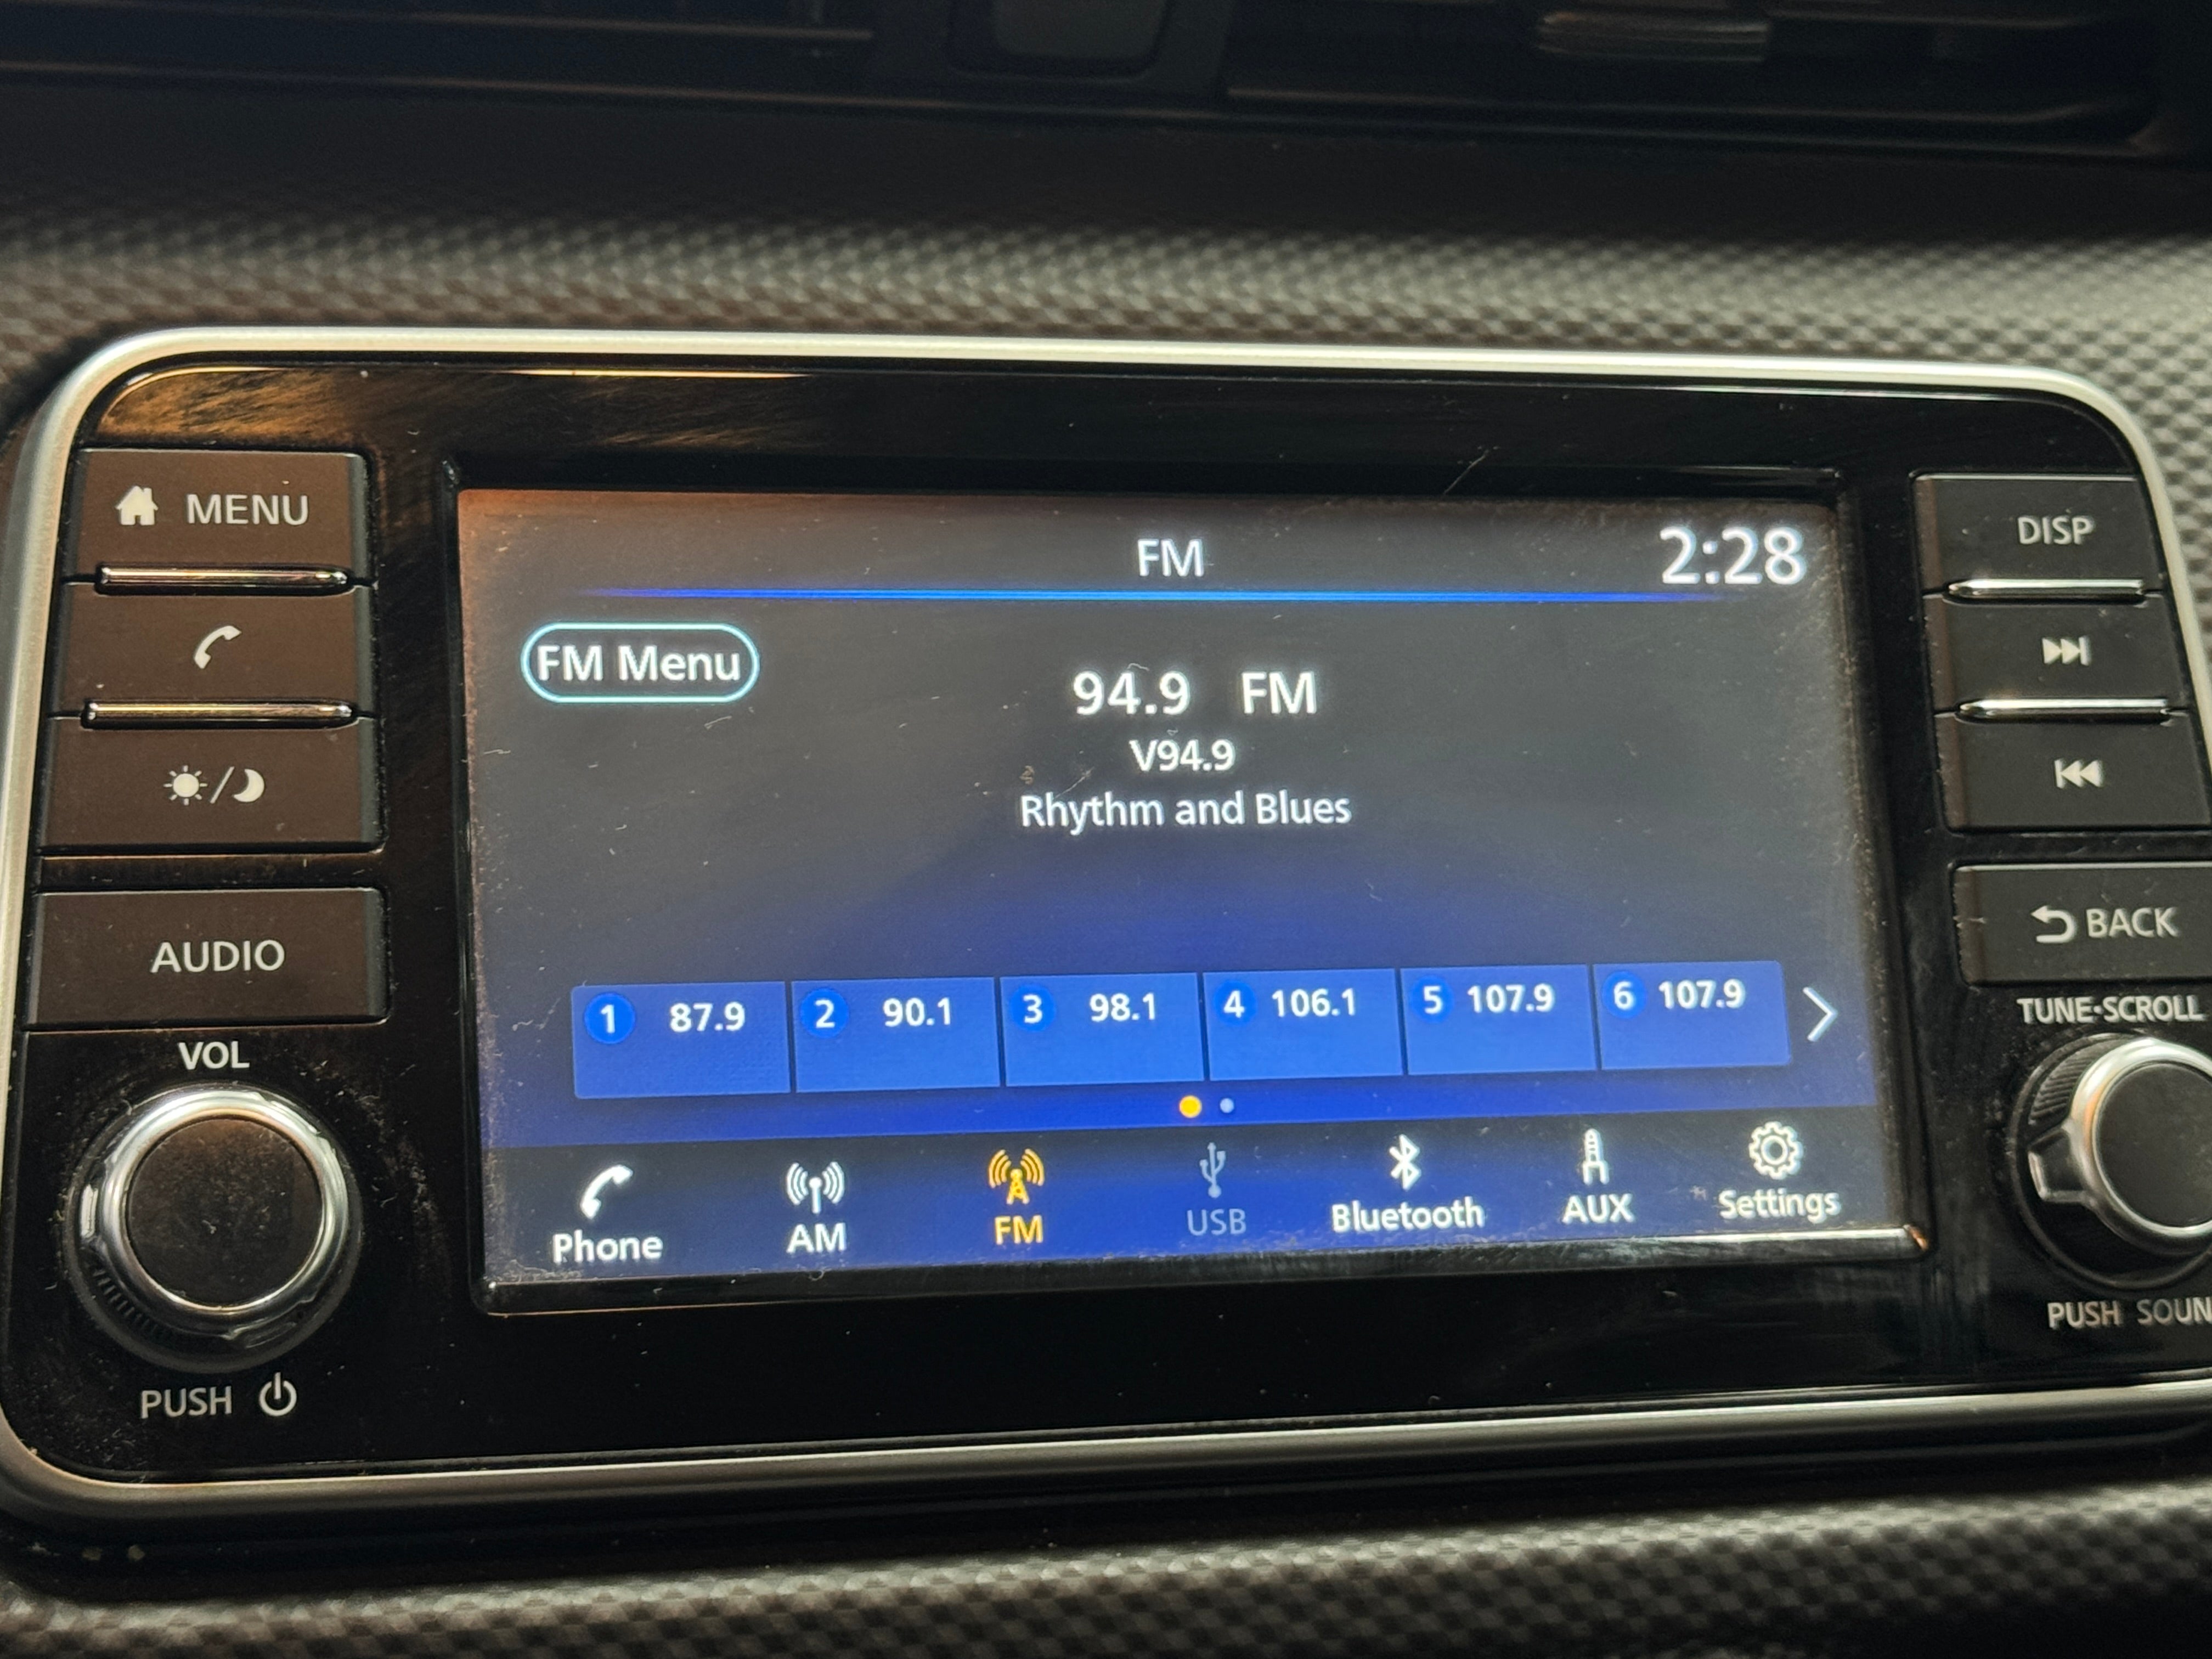 MENU
DISP
AUDIO
BACK
VOL
TUNE·SCROLL
PUSH
PUSH SOUN
FM
2:28
FM Menu
94.9 FM
V94.9
Rhythm and Blues
1 87.9 2 90.1 3 98.1 4 106.1 5 107.9 6 107.9
Phone AM FM USB Bluetooth AUX Settings